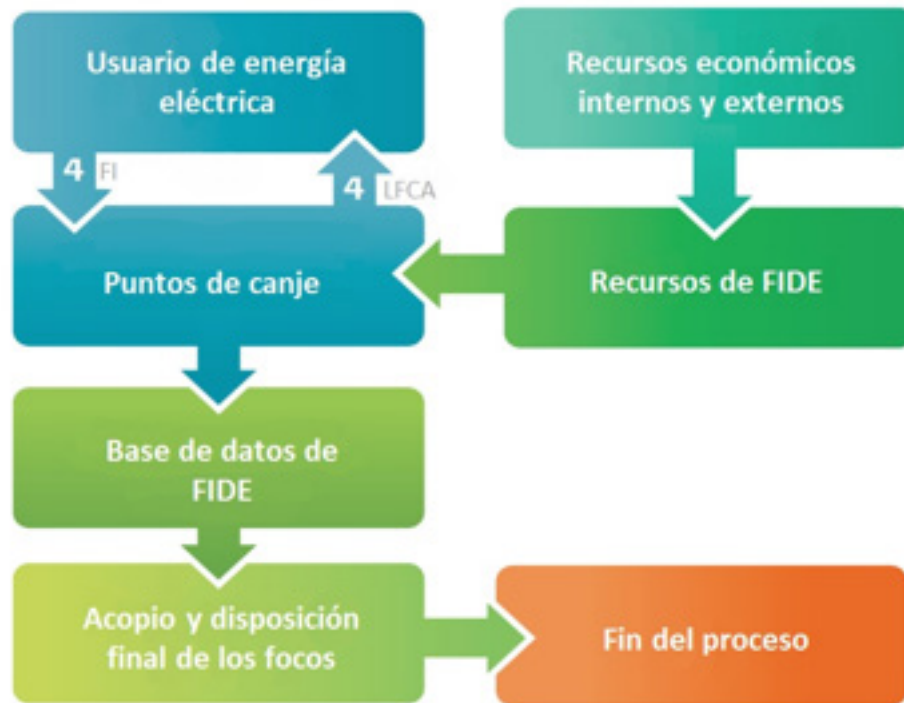 Usuario de energía
eléctrica
Recursos económicos
internos y externos
4 FI
4 LFCA
Puntos de canje
Recursos de FIDE
Base de datos de
FIDE
Acopio y disposición
final de los focos
Fin del proceso